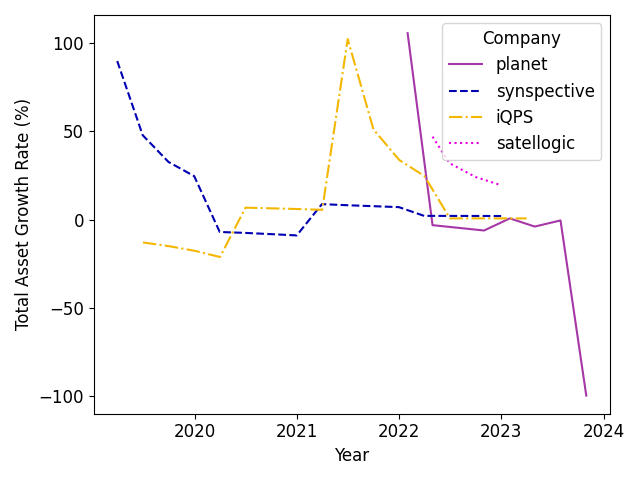 Total Asset Growth Rate (%)
100
50
0
−50
−100
Company
planet
synspective
iQPS
satellogic
2020
2021
2022
2023
2024
Year